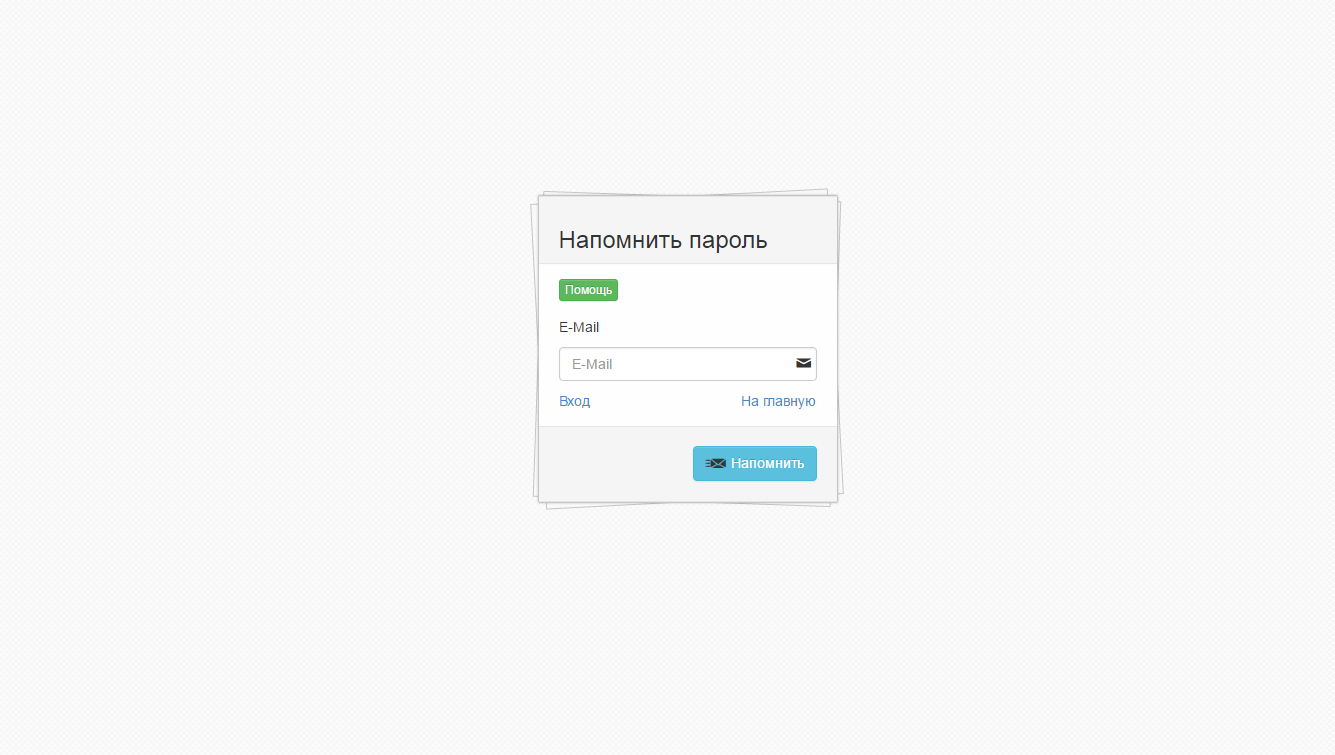 Напомнить пароль
Помощь
E-Mail
E-Mail
Вход На главную
Напомнить